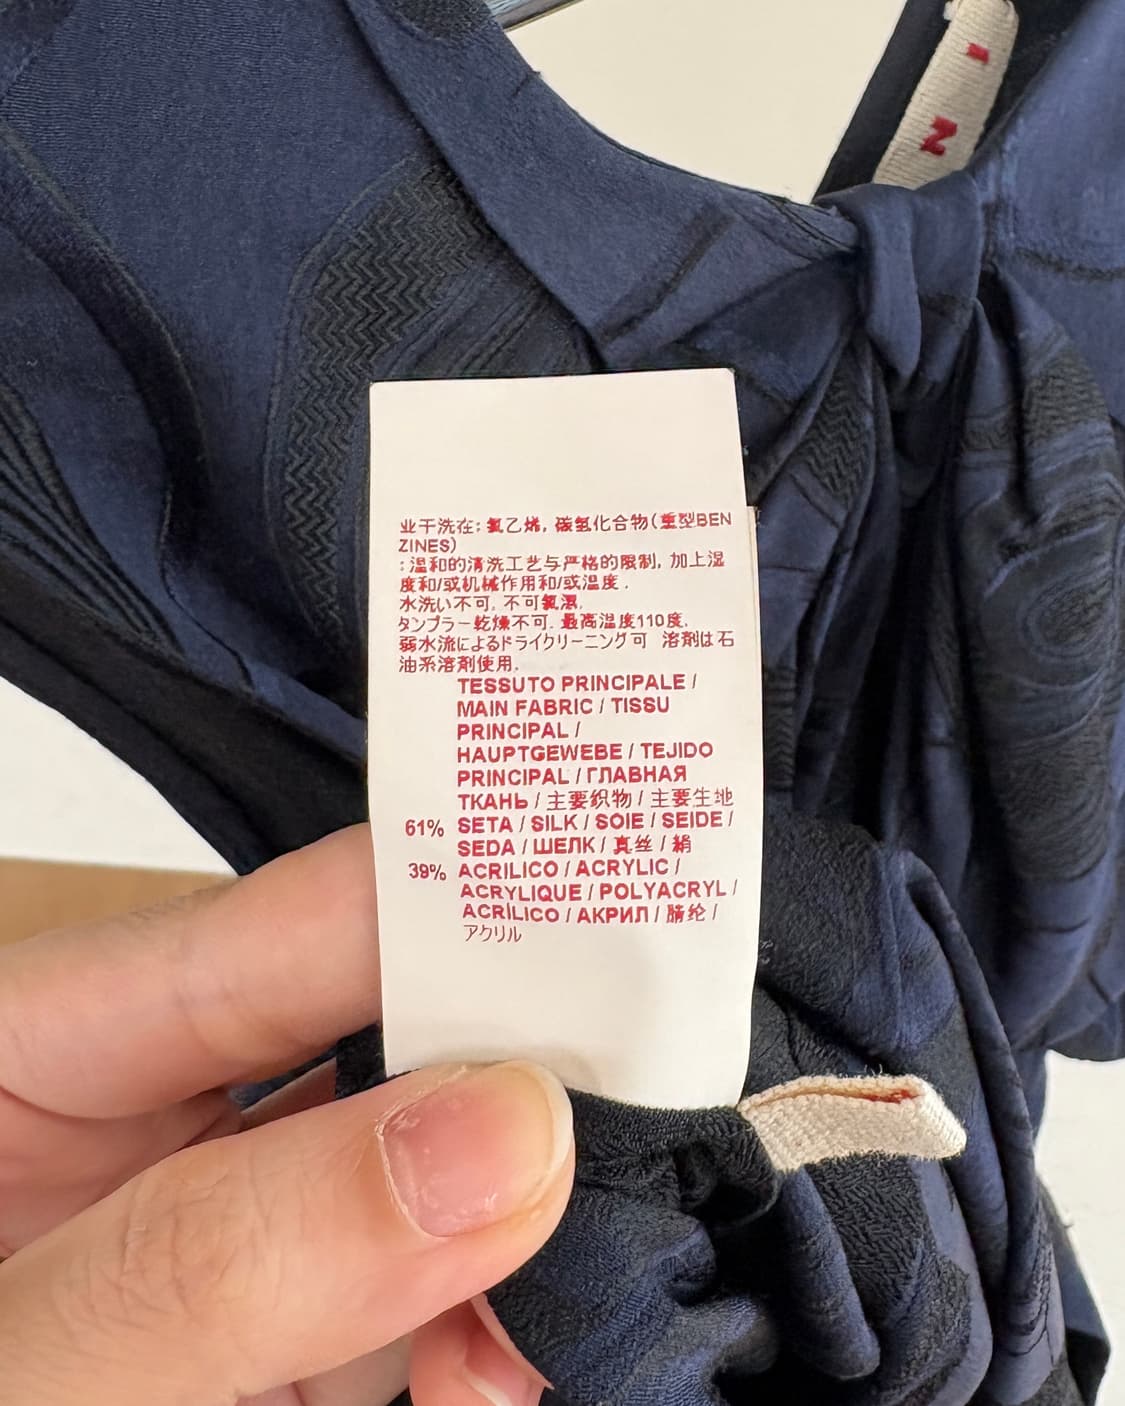 业干洗在: 氯乙烯, 碳氢化合物(重型BEN
ZINES)
:温和的清洗工艺与严格的限制, 加上湿
度和/或机械作用和/或温度.
水洗い不可. 不可氯漂.
タンブラー乾燥不可. 最高温度110度.
弱水流によるドライクリーニング可 溶剤は石
油系溶剤使用.
TESSUTO PRINCIPALE /
MAIN FABRIC / TISSU
PRINCIPAL /
HAUPTGEWEBE / TEJIDO
PRINCIPAL / ГЛАВНАЯ
ТКАНЬ / 主要织物 / 主要生地
61% SETA / SILK / SOIE / SEIDE /
SEDA / ШЕЛК / 真丝 / 絹
39% ACRILICO / ACRYLIC /
ACRYLIQUE / POLYACRYL /
ACRÍLICO / АКРИЛ / 腈纶 /
アクリル